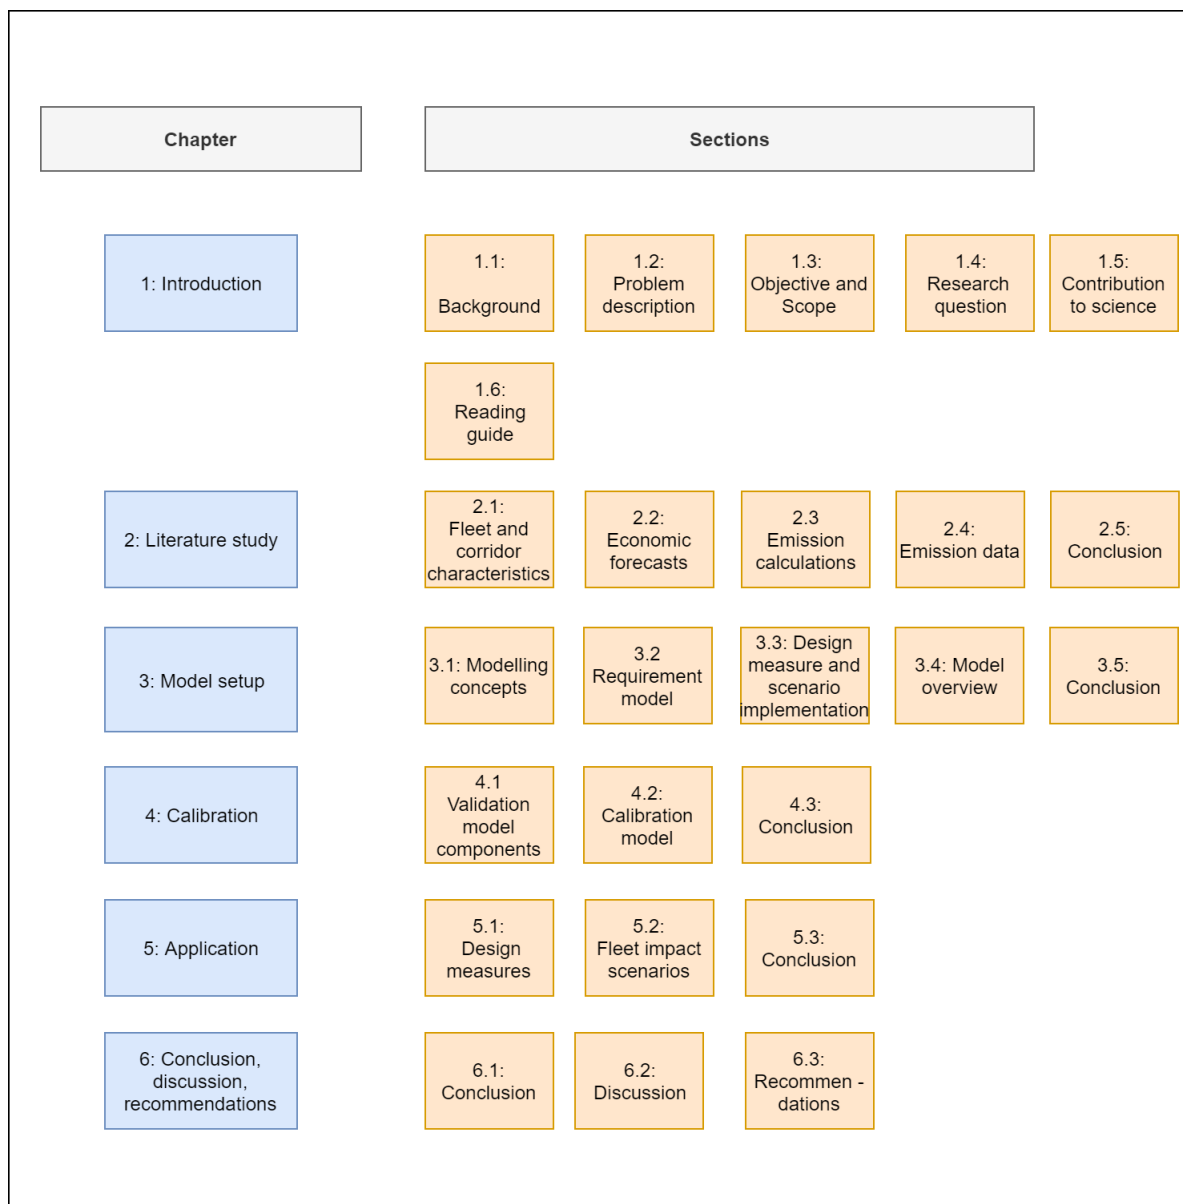 Chapter
Sections
1: Introduction
1.1:
Background
1.2:
Problem
description
1.3:
Objective and
Scope
1.4:
Research
question
1.5:
Contribution
to science
1.6:
Reading
guide
2: Literature study
2.1:
Fleet and
corridor
characteristics
2.2:
Economic
forecasts
2.3
Emission
calculations
2.4:
Emission data
2.5:
Conclusion
3: Model setup
3.1: Modelling
concepts
3.2
Requirement
model
3.3: Design
measure and
scenario
implementation
3.4: Model
overview
3.5:
Conclusion
4: Calibration
4.1
Validation
model
components
4.2:
Calibration
model
4.3:
Conclusion
5: Application
5.1:
Design
measures
5.2:
Fleet impact
scenarios
5.3:
Conclusion
6: Conclusion,
discussion,
recommendations
6.1:
Conclusion
6.2:
Discussion
6.3:
Recommen -
dations